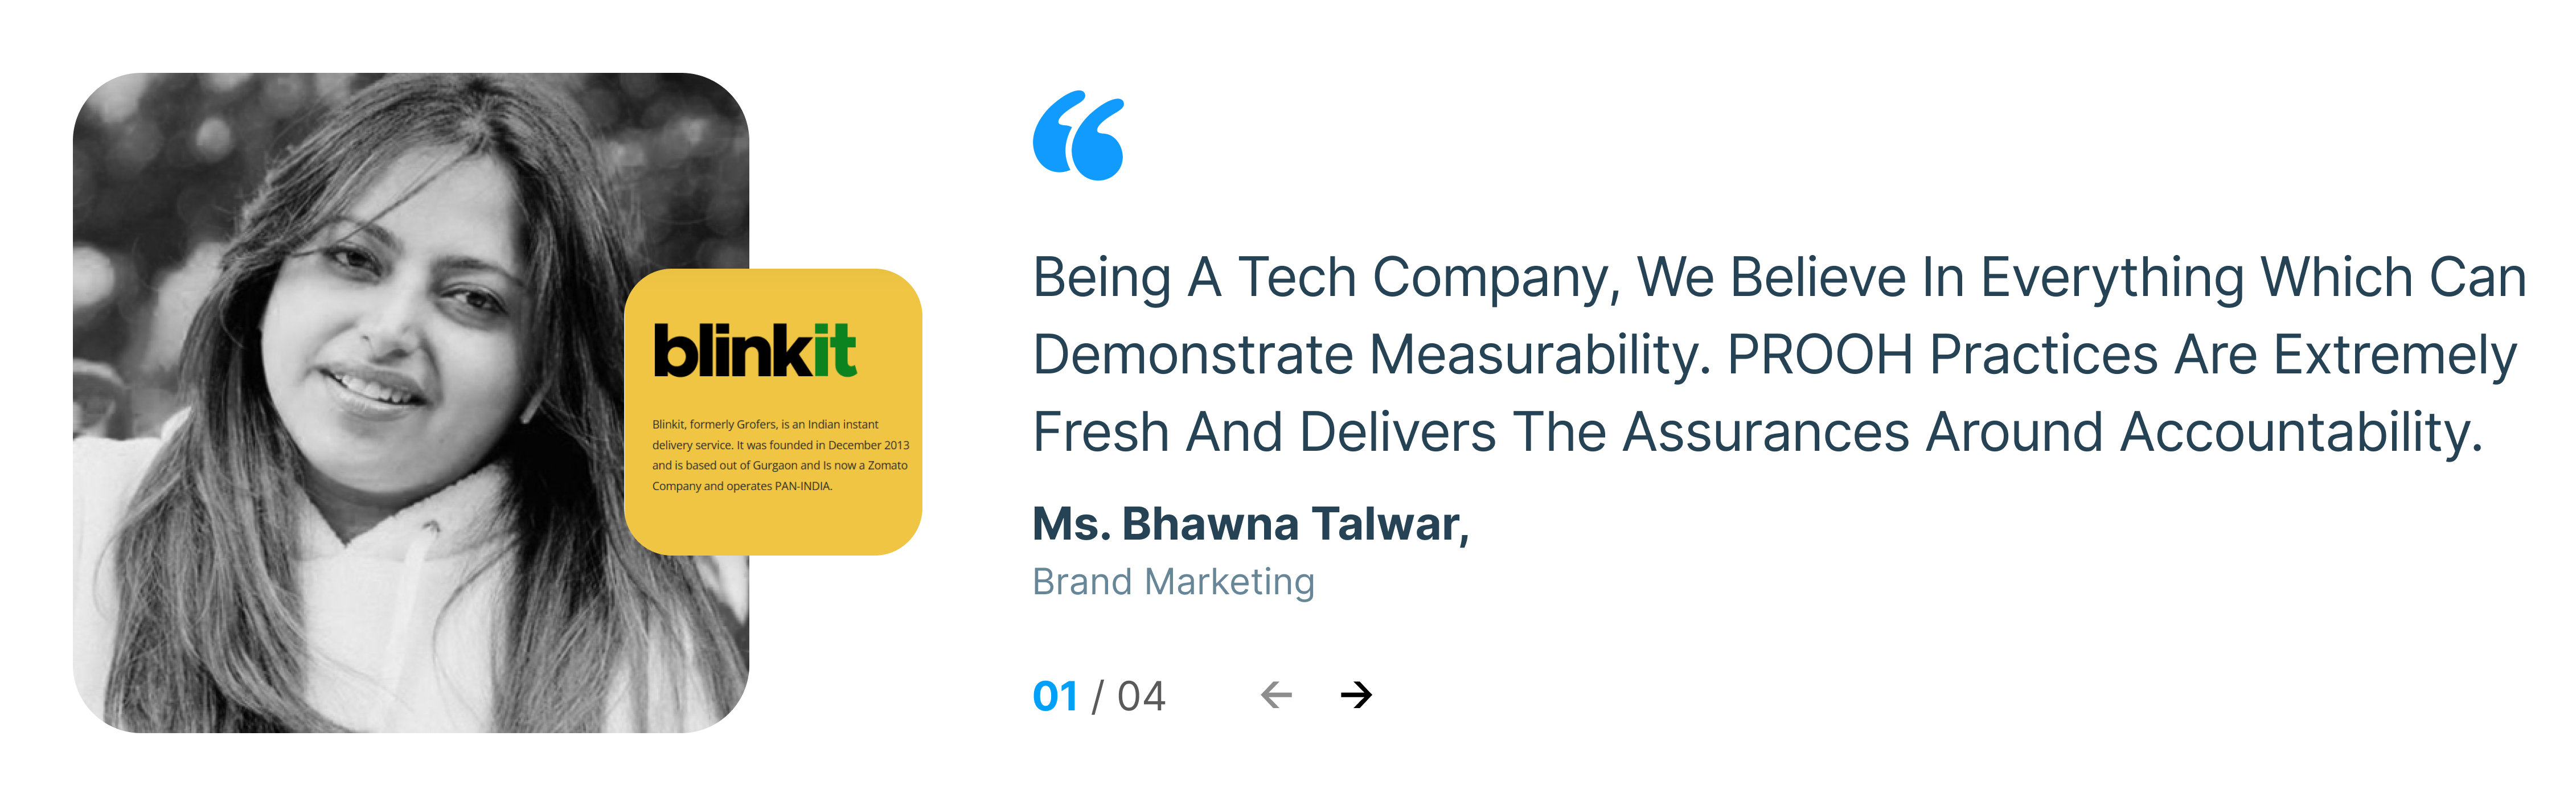 blinkit
Blinkit, formerly Grofers, is an Indian instant
delivery service. It was founded in December 2013
and is based out of Gurgaon and Is now a Zomato
Company and operates PAN-INDIA.
Being A Tech Company, We Believe In Everything Which Can
Demonstrate Measurability. PROOH Practices Are Extremely
Fresh And Delivers The Assurances Around Accountability.
Ms. Bhawna Talwar,
Brand Marketing
01 / 04